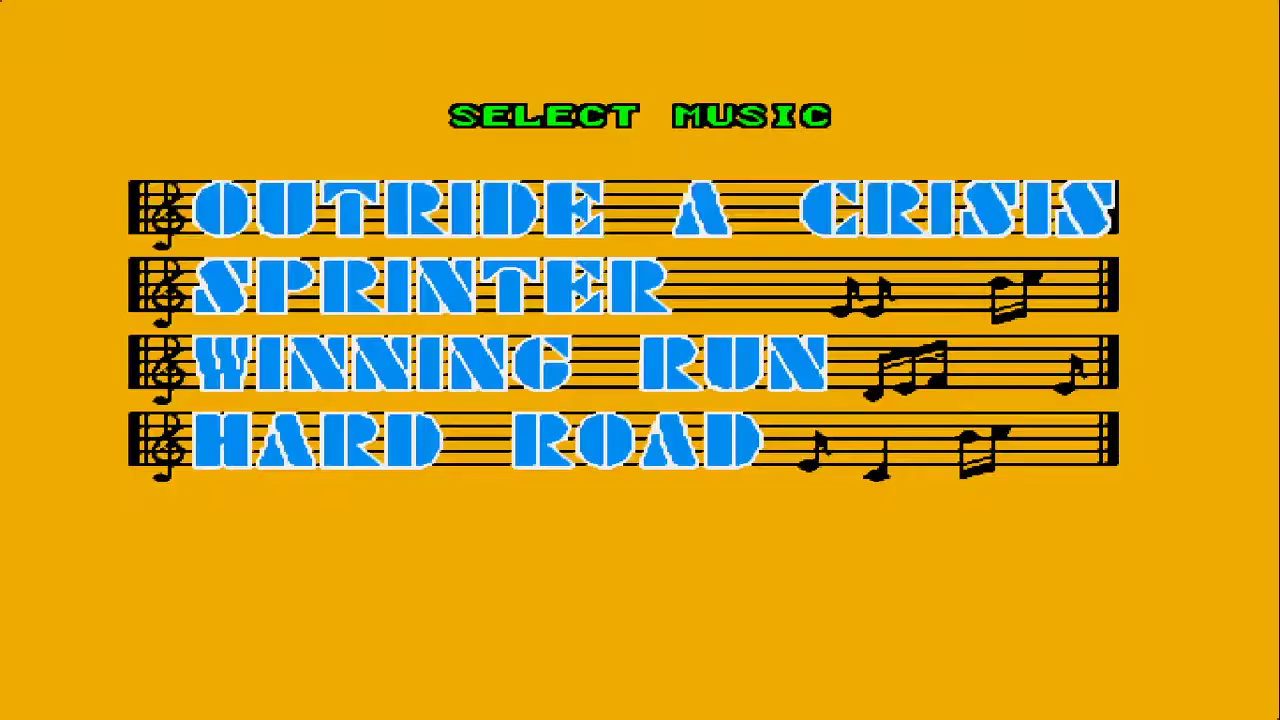 SELECT MUSIC
OUTRIDE A CRISIS
SPRINTER
WINNING RUN
HARD ROAD